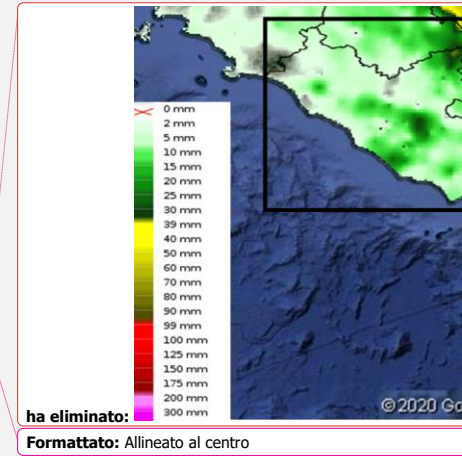 0 mm
2 mm
5 mm
10 mm
15 mm
20 mm
25 mm
30 mm
39 mm
40 mm
50 mm
60 mm
70 mm
80 mm
90 mm
99 mm
100 mm
125 mm
150 mm
175 mm
200 mm
300 mm
© 2020 Go
ha eliminato:
Formattato: Allineato al centro